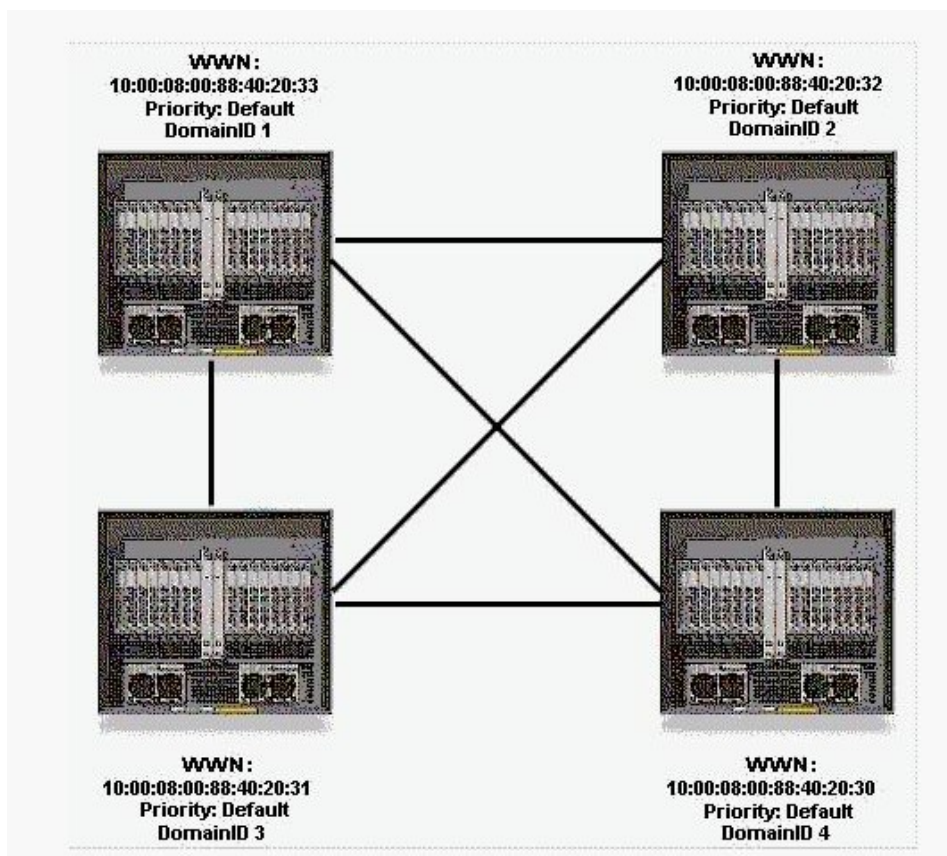 WWN:
10:00:08:00:88:40:20:33
Priority: Default
DomainID 1
WWN:
10:00:08:00:88:40:20:32
Priority: Default
DomainID 2
WWN:
10:00:08:00:88:40:20:31
Priority: Default
DomainID 3
WWN:
10:00:08:00:88:40:20:30
Priority: Default
DomainID 4